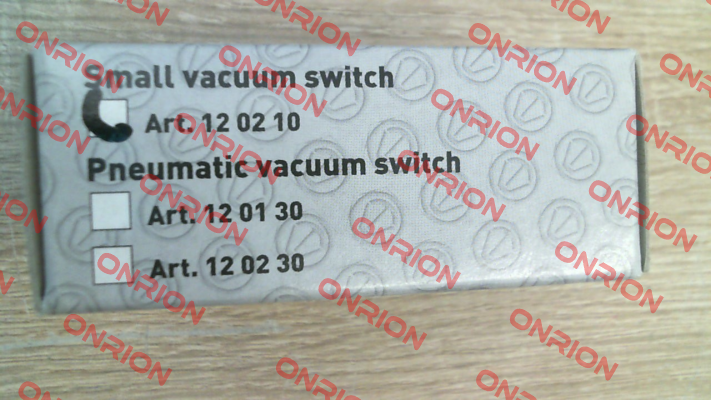 Small vacuum switch
Art. 12 02 10
Pneumatic vacuum switch
Art. 12 01 30
Art. 12 02 30
ONRION